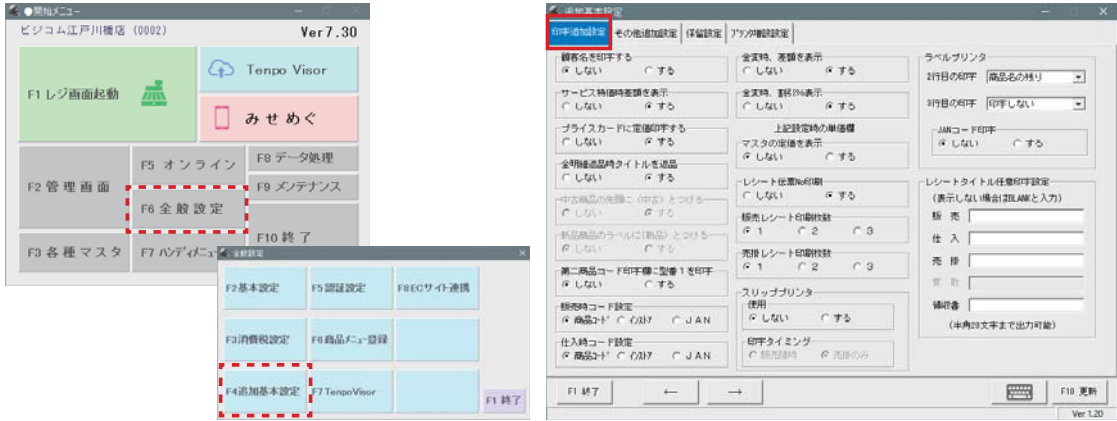 ●開始メニュー
ビジコム江戸川橋店 (0002)
Ver7.30
F1 レジ画面起動
Tenpo Visor
みせめぐ
F2 管理画面
F5 オンライン
F8 データ処理
F6 全般設定
F9 メンテナンス
F10 終了
F3 各種マスタ
F7 ハンディメニュー
全般設定
F2基本設定
F5認証設定
F8ECサイト連携
F3消費税設定
F6商品メニュー登録
F4追加基本設定
F7TenpoVisor
F1 終了
追加基本設定
印字追加設定
その他追加設定
保留設定
アプリ/増設設定
顧客名を印字する
しない
する
サービス特価時差額を表示
しない
する
プライスカードに定価印字する
しない
する
全明細返品時タイトルを返品
しない
する
中古商品の先頭に（中古）とつける
しない
する
新品商品のラベルに（新品）とつける
しない
する
第二商品コード印字欄に型番1を印字
しない
する
販売時コード設定
商品コード
インストア
JAN
仕入時コード設定
商品コード
インストア
JAN
金変時、差額を表示
しない
する
金変時、割引%表示
しない
する
上記設定時の単価欄
マスタの定価を表示
しない
する
レシート伝票No印刷
しない
する
販売レシート印刷枚数
1
2
3
売掛レシート印刷枚数
1
2
3
スリッププリンタ
使用
しない
する
印字タイミング
販売掛時
売掛のみ
ラベルプリンタ
2行目の印字
商品名の残り
3行目の印字
印字しない
JANコード印字
しない
する
レシートタイトル任意印字設定
(表示しない場合はBLANKと入力)
販 売
仕 入
売 掛
買 取
領収書
(半角20文字まで出力可能)
F1 終了
←
→
F10 更新
Ver 1.20